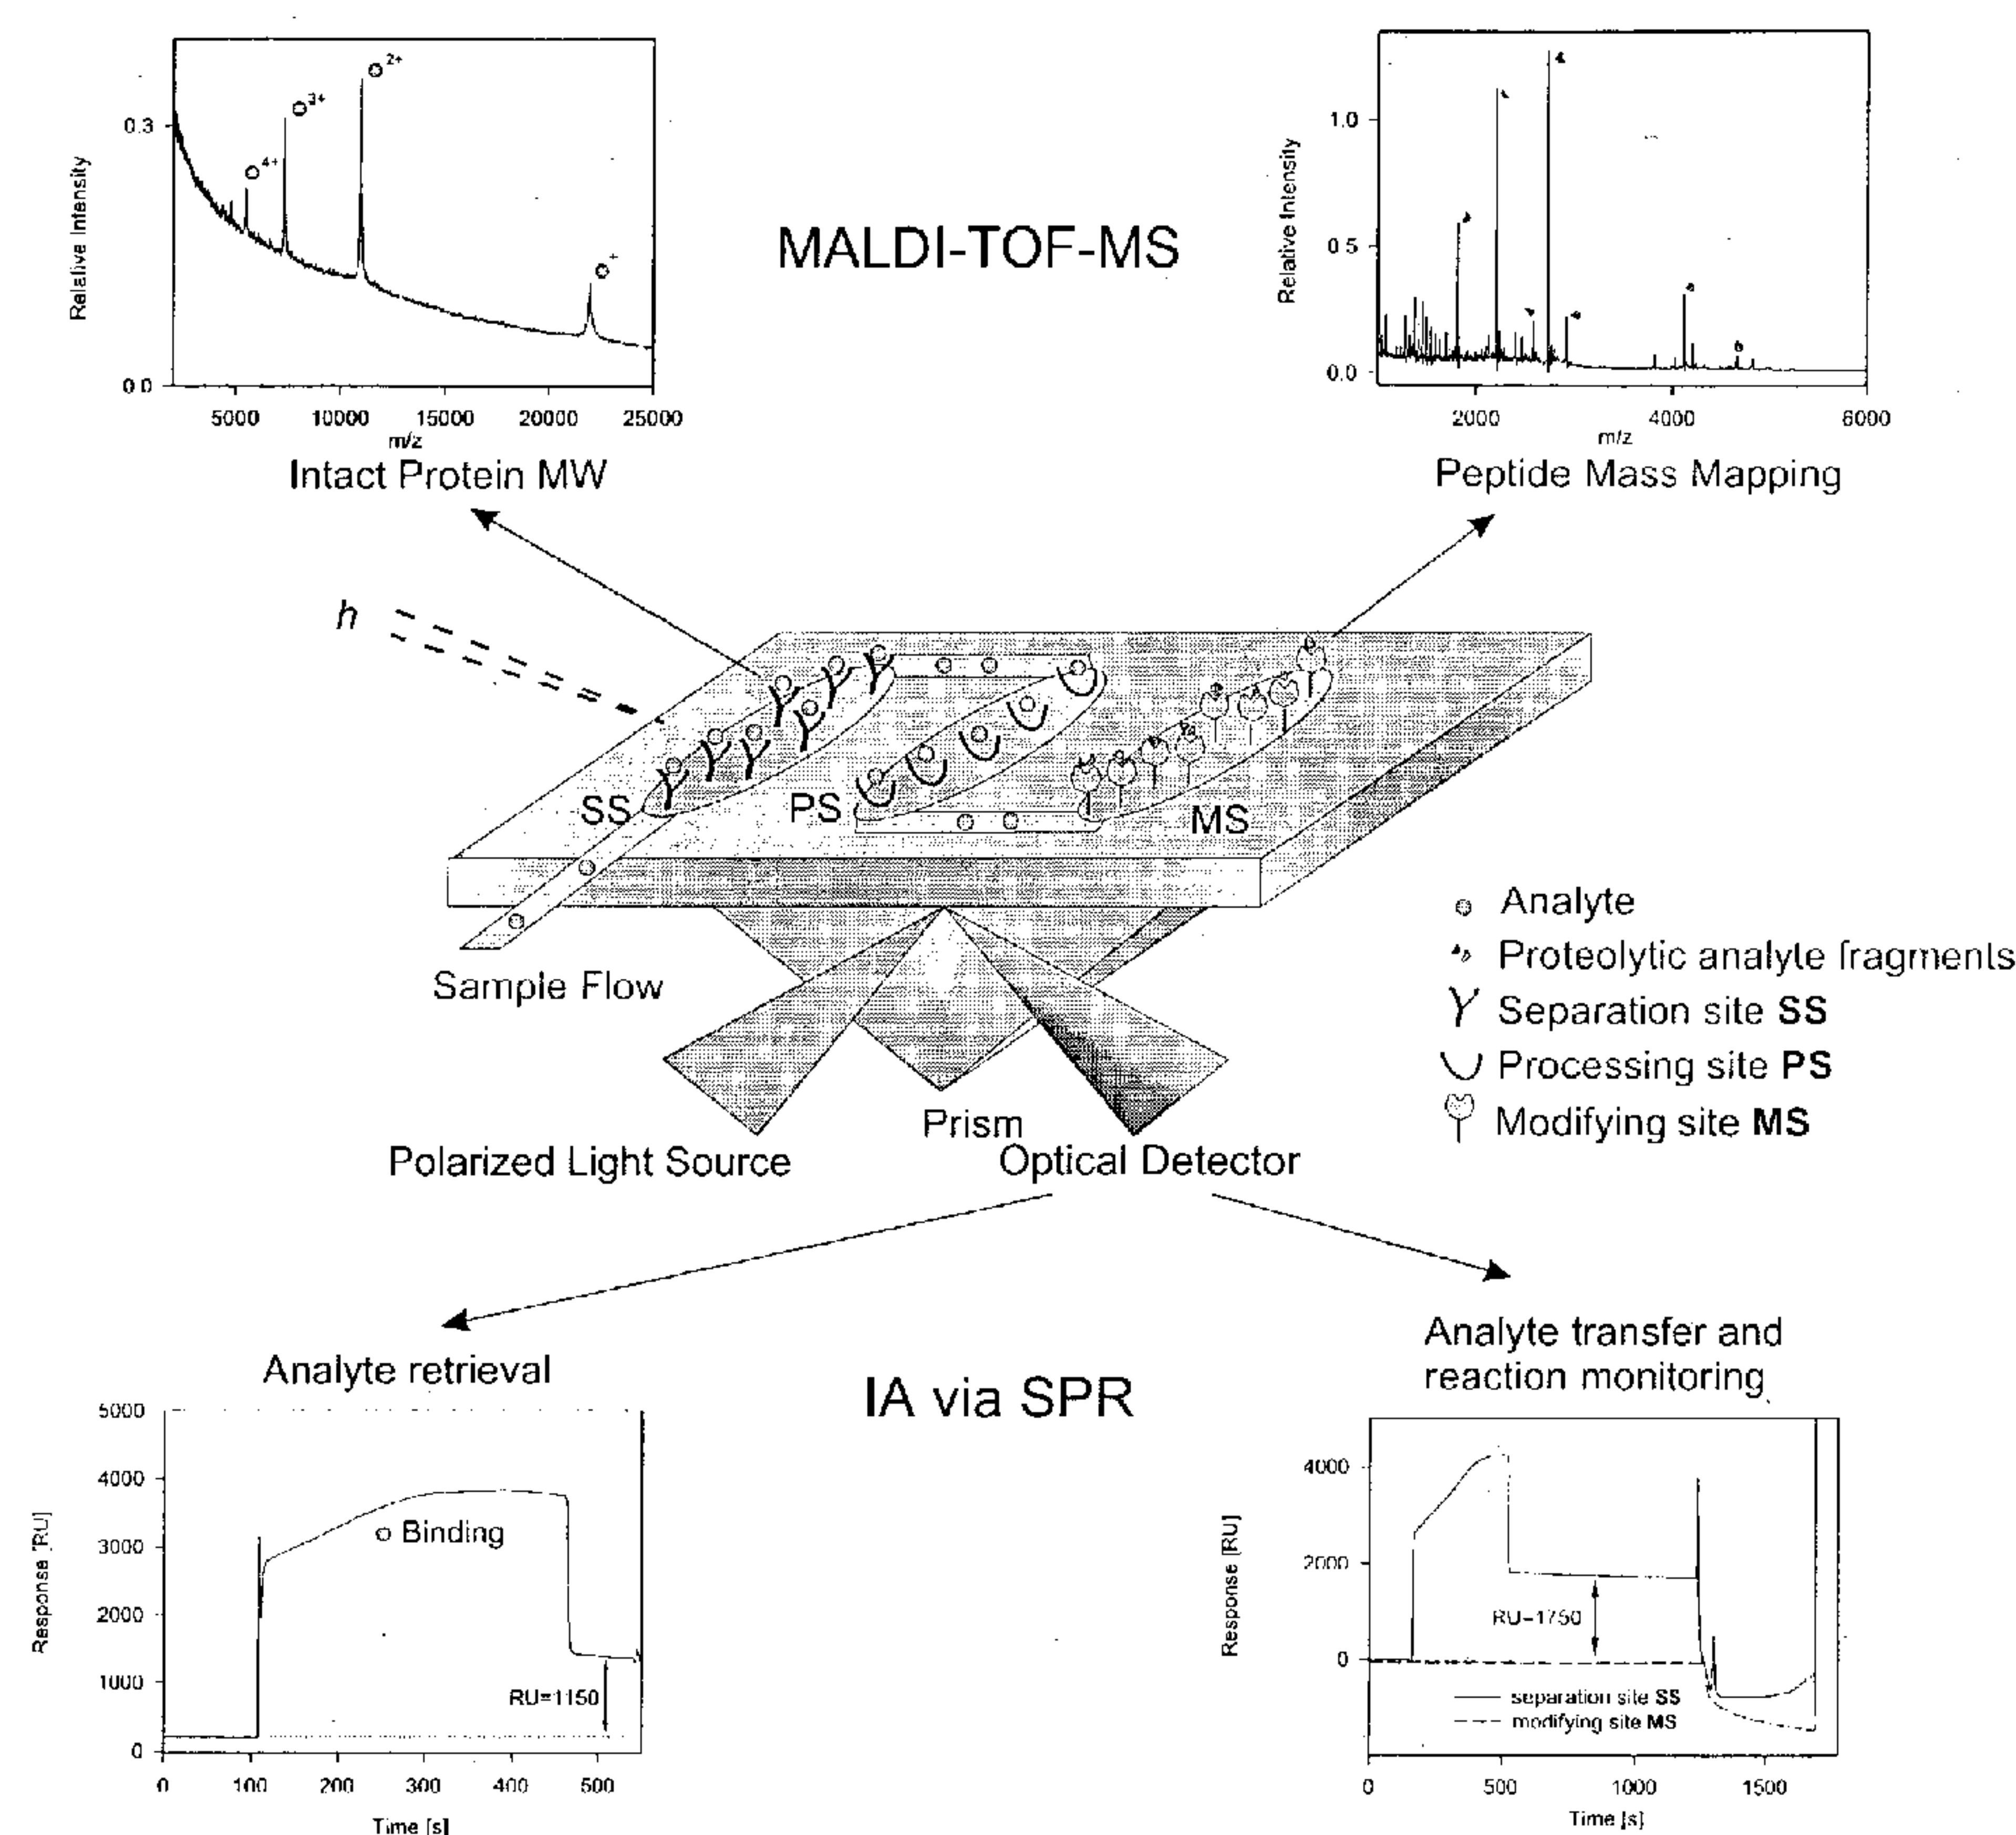 0.3
0.0
Relative Intensity
4+
3+
2+
+
5000 10000 15000 20000 25000
m/z
Intact Protein MW
MALDI-TOF-MS
1.0
0.5
0.0
Relative Intensity
2000 4000 6000
m/z
Peptide Mass Mapping
h
SS
PS
MS
Sample Flow
Analyte
Proteolytic analyte fragments
Separation site SS
Processing site PS
Modifying site MS
Prism
Polarized Light Source
Optical Detector
Analyte retrieval
IA via SPR
Analyte transfer and
reaction monitoring
5000
4000
3000
2000
1000
0
Response [RU]
Binding
RU=1150
0 100 200 300 400 500
Time [s]
4000
2000
0
Response [RU]
RU=1750
separation site SS
modifying site MS
0 500 1000 1500
Time [s]